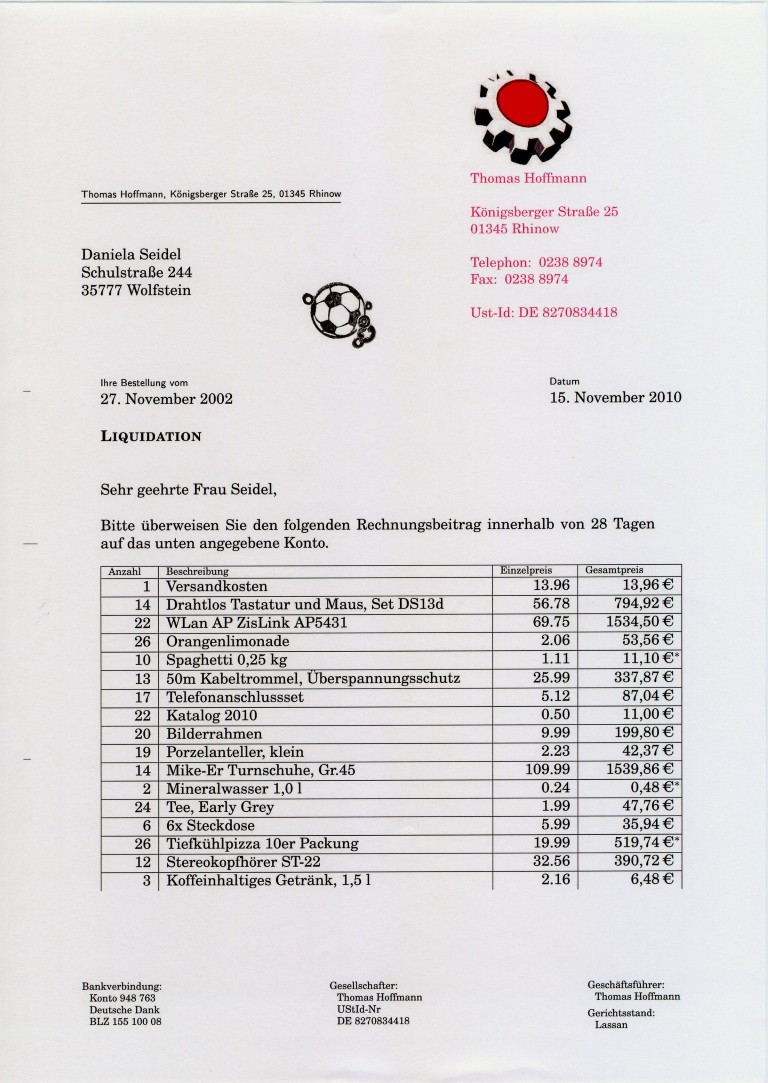 Thomas Hoffmann
Thomas Hoffmann, Königsberger Straße 25, 01345 Rhinow
Königsberger Straße 25
01345 Rhinow
Daniela Seidel
Schulstraße 244
35777 Wolfstein
Telephon: 0238 8974
Fax: 0238 8974
Ust-Id: DE 8270834418
Ihre Bestellung vom
27. November 2002
Datum
15. November 2010
LIQUIDATION
Sehr geehrte Frau Seidel,
Bitte überweisen Sie den folgenden Rechnungsbeitrag innerhalb von 28 Tagen
auf das unten angegebene Konto.
Anzahl Beschreibung Einzelpreis Gesamtpreis
1 Versandkosten 13.96 13,96 €
14 Drahtlos Tastatur und Maus, Set DS13d 56.78 794,92 €
22 WLan AP ZisLink AP5431 69.75 1534,50 €
26 Orangenlimonade 2.06 53,56 €
10 Spaghetti 0,25 kg 1.11 11,10 €*
13 50m Kabeltrommel, Überspannungsschutz 25.99 337,87 €
17 Telefonanschlussset 5.12 87,04 €
22 Katalog 2010 0.50 11,00 €
20 Bilderrahmen 9.99 199,80 €
19 Porzelanteller, klein 2.23 42,37 €
14 Mike-Er Turnschuhe, Gr.45 109.99 1539,86 €
2 Mineralwasser 1,0 l 0.24 0,48 €*
24 Tee, Early Grey 1.99 47,76 €
6 6x Steckdose 5.99 35,94 €
26 Tiefkühlpizza 10er Packung 19.99 519,74 €*
12 Stereokopfhörer ST-22 32.56 390,72 €
3 Koffeinhaltiges Getränk, 1,5 l 2.16 6,48 €
Bankverbindung:
Konto 948 763
Deutsche Dank
BLZ 155 100 08
Gesellschafter:
Thomas Hoffmann
UStId-Nr
DE 8270834418
Geschäftsführer:
Thomas Hoffmann
Gerichtsstand:
Lassan